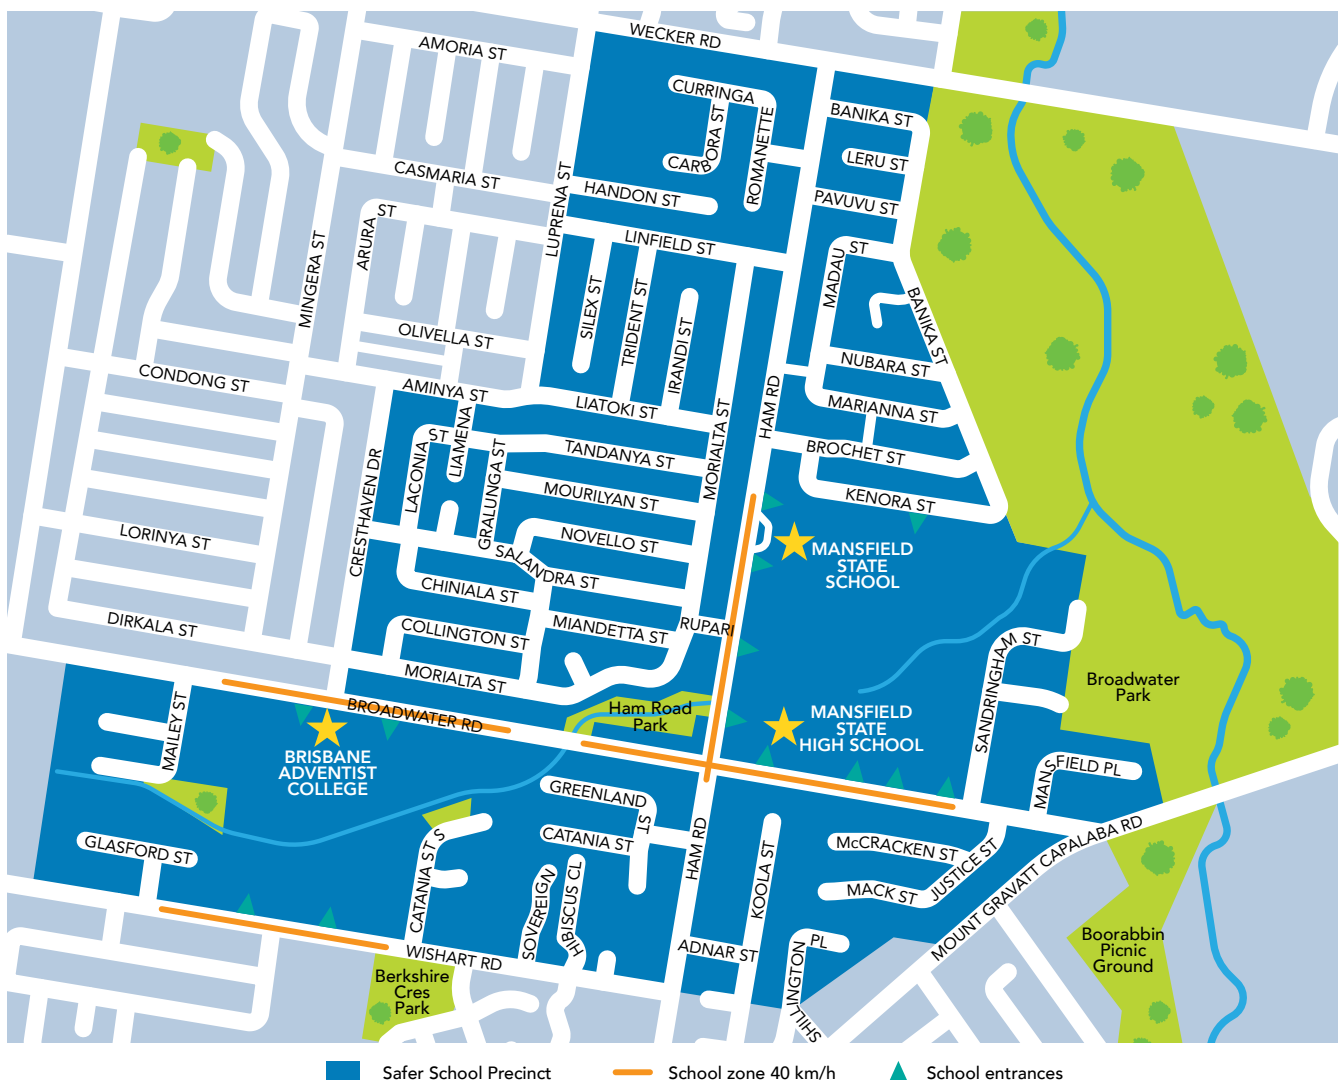 WECKER RD
AMORIA ST
CURRINGA
BANIKA ST
CARBORA ST
ROMANETTE
LERU ST
CASMARIA ST
HANDON ST
PAVUVU ST
LUPRENA ST
ARURA ST
LINFIELD ST
MADAU ST
MINGERA ST
SILEX ST
TRIDENT ST
IRANDI ST
BANIKA ST
OLIVELLA ST
NUBARA ST
CONDONG ST
AMINYA ST
LIATOKI ST
HAM RD
MARIANNA ST
LACONIA ST
LIAMENA
GRALUNGA ST
TANDANYA ST
MORIALTA ST
BROCHET ST
CRESTHAVEN DR
MOURILYAN ST
KENORA ST
LORINYA ST
NOVELLO ST
SALANDRA ST
MANSFIELD
STATE
SCHOOL
CHINIALA ST
DIRKALA ST
COLLINGTON ST
MIANDETTA ST
RUPARI
SANDRINGHAM ST
MORIALTA ST
Broadwater
Park
MAILEY ST
BROADWATER RD
Ham Road
Park
MANSFIELD
STATE
HIGH SCHOOL
BRISBANE
ADVENTIST
COLLEGE
MANSFIELD PL
GREENLAND ST
GLASFORD ST
CATANIA ST S
CATANIA ST
HAM RD
KOOLA ST
McCRACKEN ST
MACK ST
JUSTICE ST
MOUNT GRAVATT CAPALABA RD
SOVEREIGN
HIBISCUS CL
WISHART RD
ADNAR ST
SHILLINGTON PL
Boorabbin
Picnic
Ground
Berkshire
Cres
Park
Safer School Precinct
School zone 40 km/h
School entrances